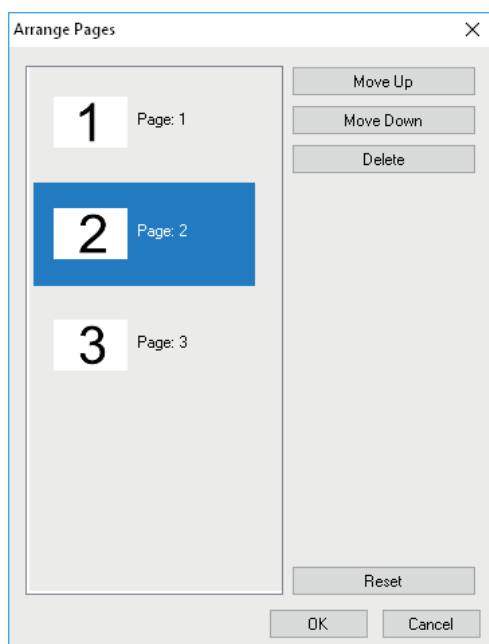 Arrange Pages
1 Page: 1
2 Page: 2
3 Page: 3
Move Up
Move Down
Delete
Reset
OK Cancel